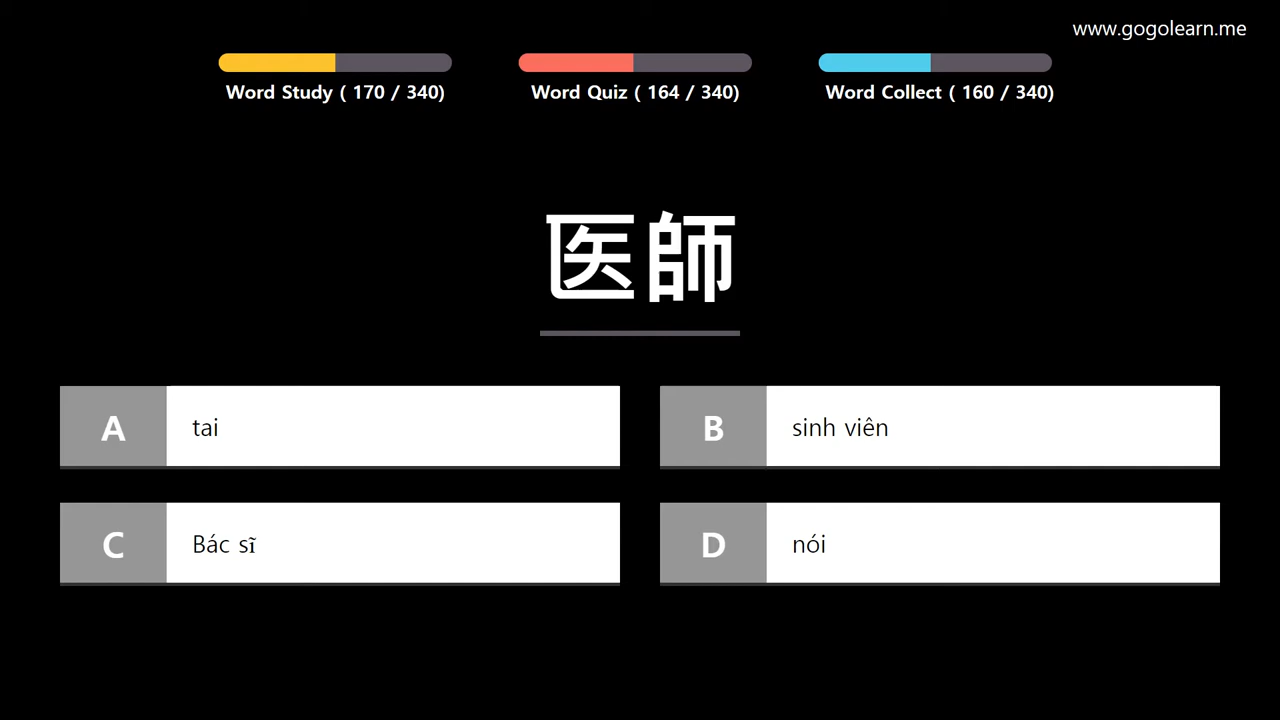 www.gogolearn.me
Word Study ( 170 / 340)
Word Quiz ( 164 / 340)
Word Collect ( 160 / 340)
医師
A tai
B sinh viên
C Bác sĩ
D nói